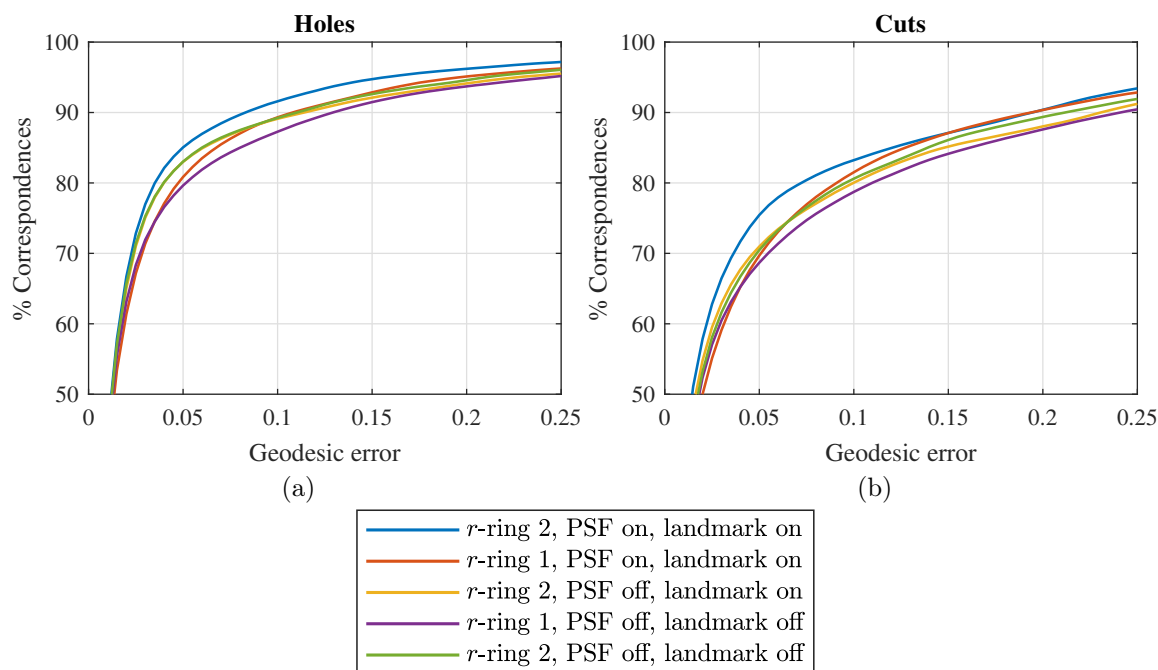 Holes
100
90
80
70
60
50
% Correspondences
0 0.05 0.1 0.15 0.2 0.25
Geodesic error
(a)
Cuts
100
90
80
70
60
50
% Correspondences
0 0.05 0.1 0.15 0.2 0.25
Geodesic error
(b)
r-ring 2, PSF on, landmark on
r-ring 1, PSF on, landmark on
r-ring 2, PSF off, landmark on
r-ring 1, PSF off, landmark off
r-ring 2, PSF off, landmark off